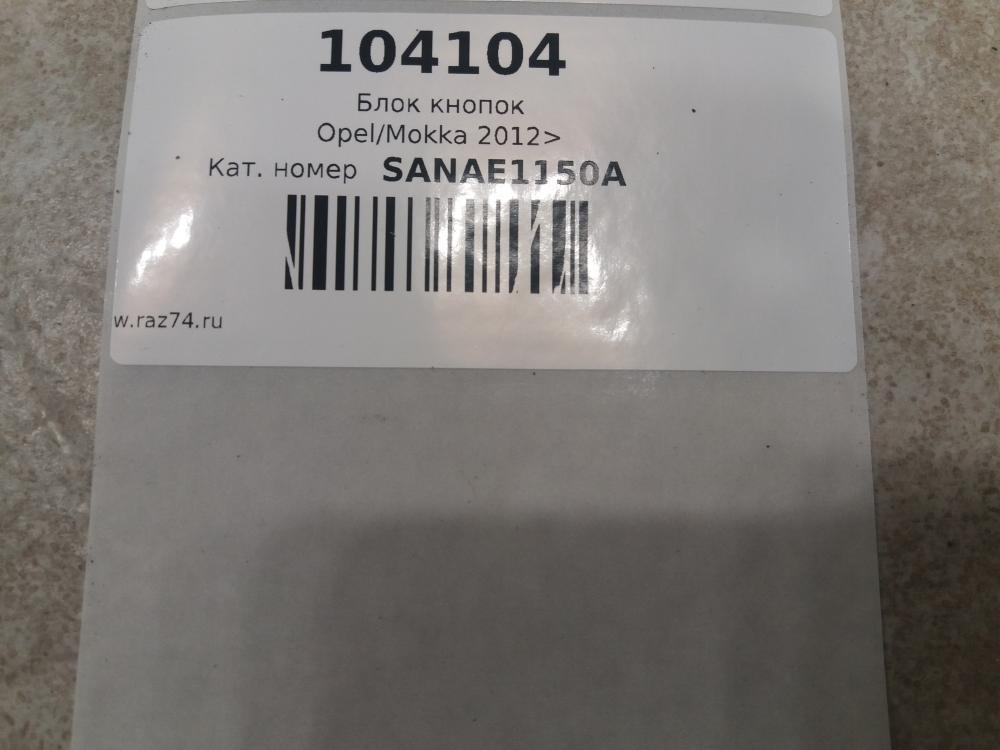 104104
Блок кнопок
Opel/Mokka 2012>
Кат. номер SANAE1150A
w.raz74.ru